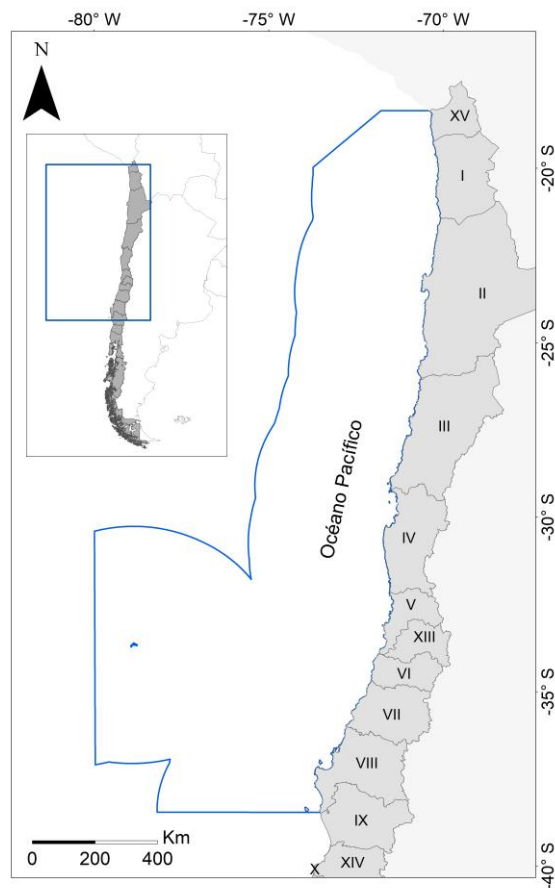 -80° W
-75° W
-70° W
N
XV
I
II
III
IV
V
XIII
VI
VII
VIII
IX
X
XIV
Océano Pacífico
-20° S
-25° S
-30° S
-35° S
-40° S
Km
0 200 400